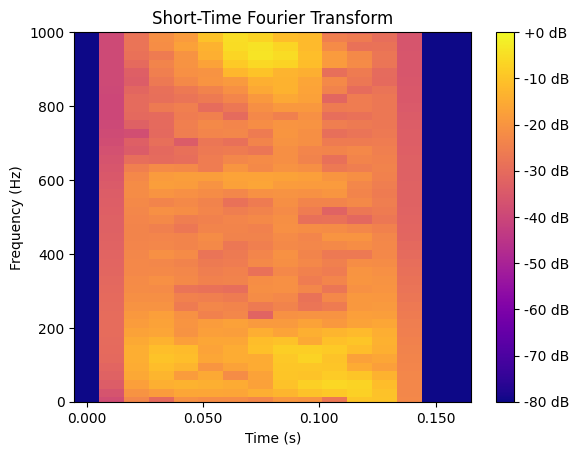 Short-Time Fourier Transform
Frequency (Hz)
1000
800
600
400
200
0
0.000
0.050
0.100
0.150
Time (s)
+0 dB
-10 dB
-20 dB
-30 dB
-40 dB
-50 dB
-60 dB
-70 dB
-80 dB